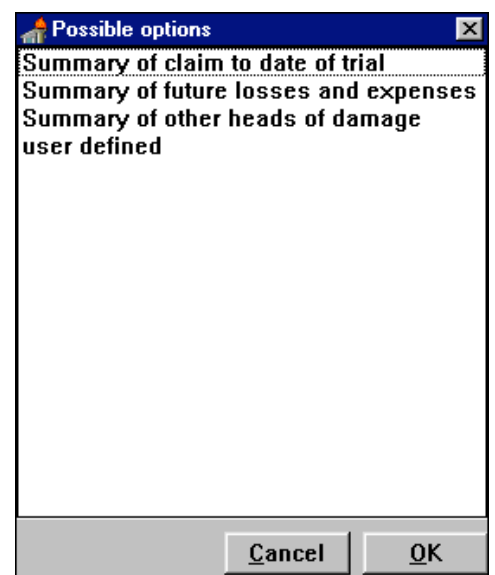 Possible options
Summary of claim to date of trial
Summary of future losses and expenses
Summary of other heads of damage
user defined
Cancel OK